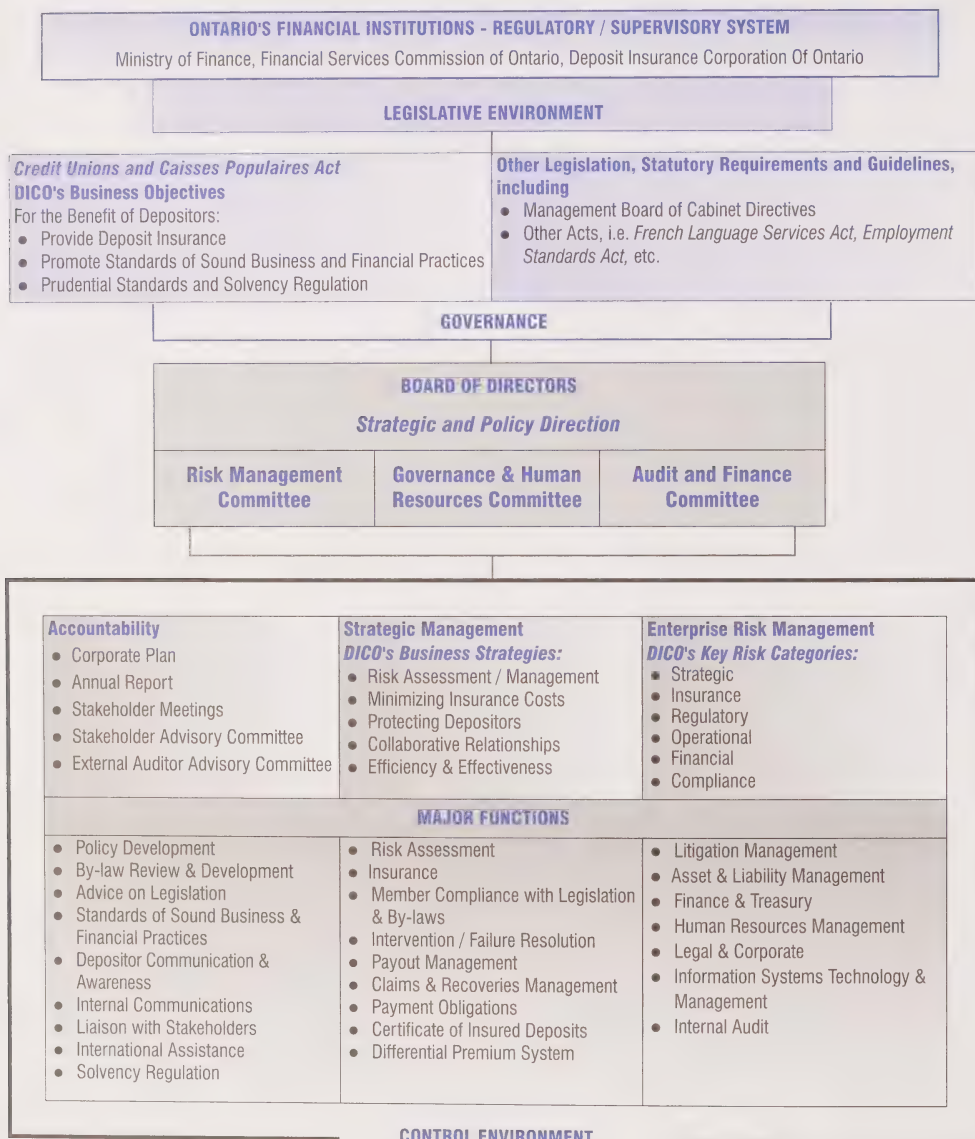 ONTARIO'S FINANCIAL INSTITUTIONS - REGULATORY / SUPERVISORY SYSTEM
Ministry of Finance, Financial Services Commission of Ontario, Deposit Insurance Corporation Of Ontario
LEGISLATIVE ENVIRONMENT
Credit Unions and Caisses Populaires Act
DICO's Business Objectives
For the Benefit of Depositors:
● Provide Deposit Insurance
● Promote Standards of Sound Business and Financial Practices
● Prudential Standards and Solvency Regulation
Other Legislation, Statutory Requirements and Guidelines,
including
● Management Board of Cabinet Directives
● Other Acts, i.e. French Language Services Act, Employment
Standards Act, etc.
GOVERNANCE
BOARD OF DIRECTORS
Strategic and Policy Direction
Risk Management
Committee
Governance & Human
Resources Committee
Audit and Finance
Committee
Accountability
● Corporate Plan
● Annual Report
● Stakeholder Meetings
● Stakeholder Advisory Committee
● External Auditor Advisory Committee
Strategic Management
DICO's Business Strategies:
● Risk Assessment / Management
● Minimizing Insurance Costs
● Protecting Depositors
● Collaborative Relationships
● Efficiency & Effectiveness
Enterprise Risk Management
DICO's Key Risk Categories:
● Strategic
● Insurance
● Regulatory
● Operational
● Financial
● Compliance
MAJOR FUNCTIONS
● Policy Development
● By-law Review & Development
● Advice on Legislation
● Standards of Sound Business &
Financial Practices
● Depositor Communication &
Awareness
● Internal Communications
● Liaison with Stakeholders
● International Assistance
● Solvency Regulation
● Risk Assessment
● Insurance
● Member Compliance with Legislation
& By-laws
● Intervention / Failure Resolution
● Payout Management
● Claims & Recoveries Management
● Payment Obligations
● Certificate of Insured Deposits
● Differential Premium System
● Litigation Management
● Asset & Liability Management
● Finance & Treasury
● Human Resources Management
● Legal & Corporate
● Information Systems Technology &
Management
● Internal Audit
CONTROL ENVIRONMENT